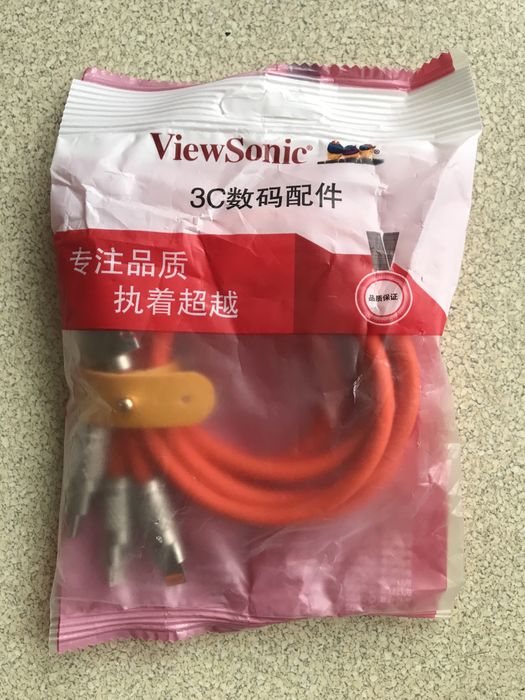 ViewSonic®
3C数码配件
专注品质
执着超越
品质保证